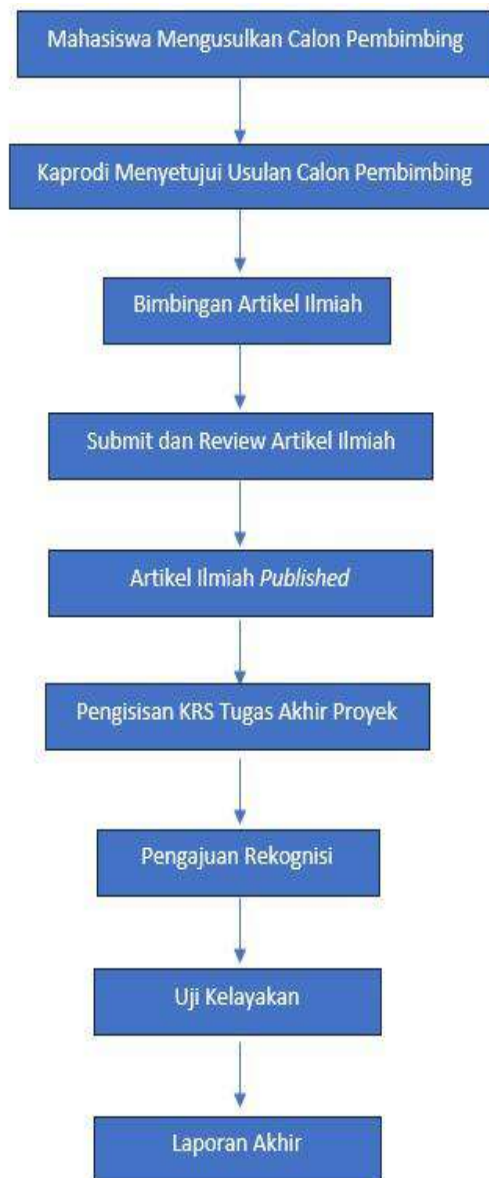 Mahasiswa Mengusulkan Calon Pembimbing
Kaprodi Menyetujui Usulan Calon Pembimbing
Bimbingan Artikel Ilmiah
Submit dan Review Artikel Ilmiah
Artikel Ilmiah Published
Pengisisan KRS Tugas Akhir Proyek
Pengajuan Rekognisi
Uji Kelayakan
Laporan Akhir